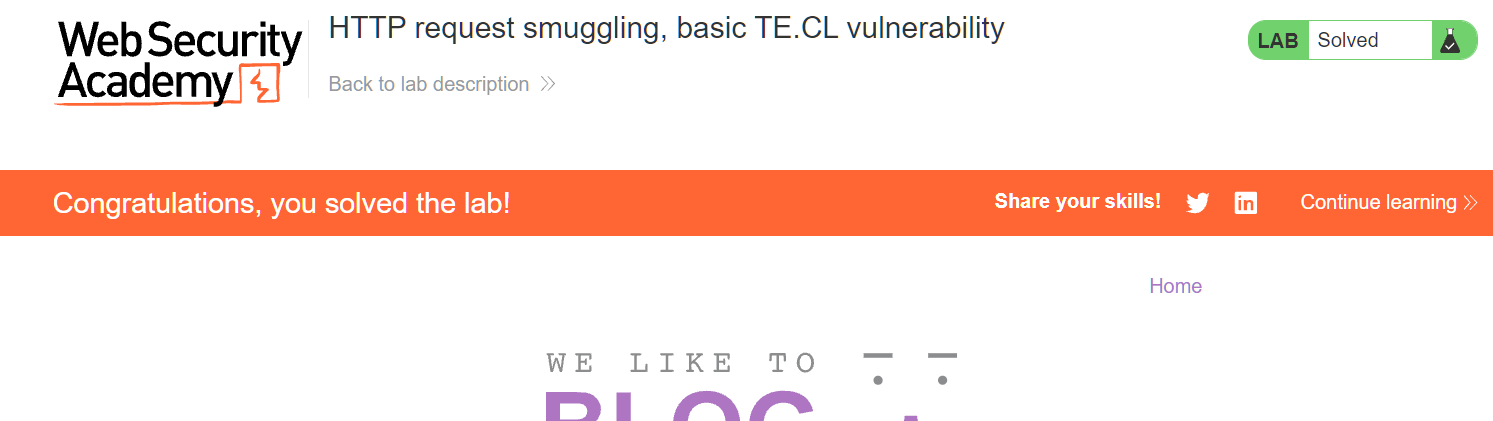 Web Security
Academy
HTTP request smuggling, basic TE.CL vulnerability
Back to lab description
LAB Solved
Congratulations, you solved the lab!
Share your skills!
Continue learning
Home
WE LIKE TO
BLOG